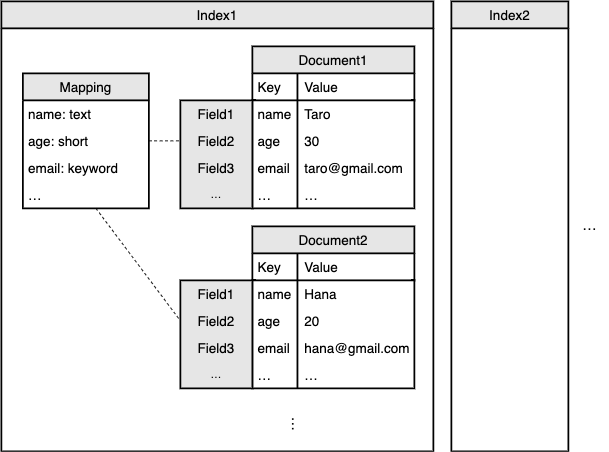 Index1
Index2
Mapping
name: text
age: short
email: keyword
…
Document1
Key Value
Field1 name Taro
Field2 age 30
Field3 email taro@gmail.com
… … …
Document2
Key Value
Field1 name Hana
Field2 age 20
Field3 email hana@gmail.com
… … …
⋮
…